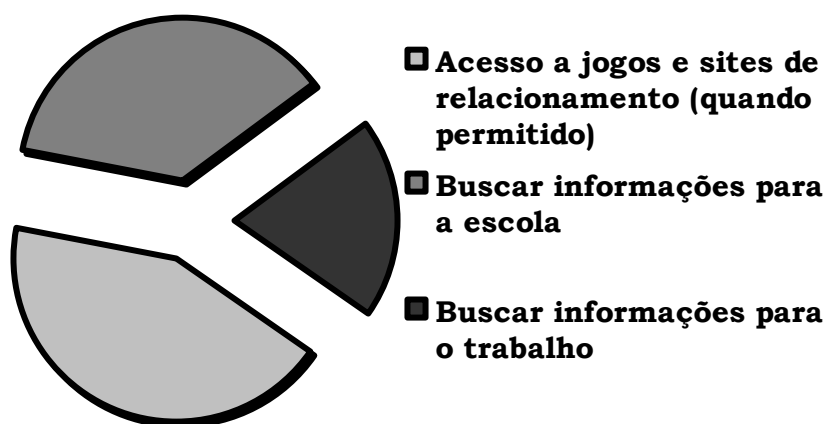 Acesso a jogos e sites de
relacionamento (quando
permitido)
Buscar informações para
a escola
Buscar informações para
o trabalho